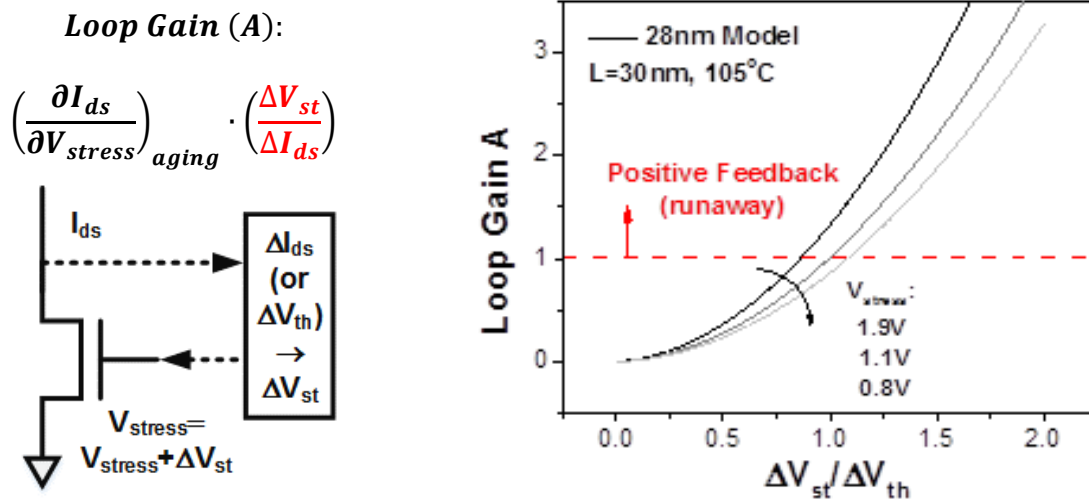 Loop Gain (A):
(∂I_ds/∂V_stress)_aging · (ΔV_st/ΔI_ds)
I_ds
ΔI_ds
(or
ΔV_th)
→
ΔV_st
V_stress=
V_stress+ΔV_st
Loop Gain A
3
2
1
0
28nm Model
L=30nm, 105°C
Positive Feedback
(runaway)
V_stress:
1.9V
1.1V
0.8V
0.0 0.5 1.0 1.5 2.0
ΔV_st/ΔV_th